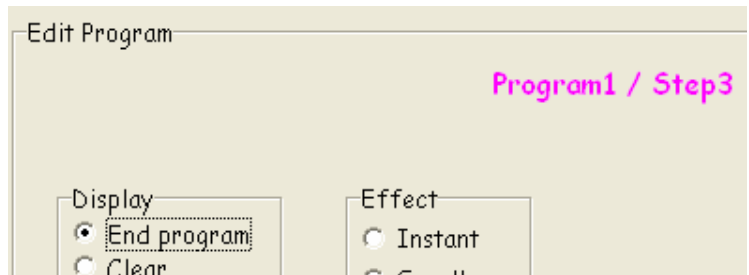 Edit Program
Program1 / Step3
Display
End program
Clear
Effect
Instant